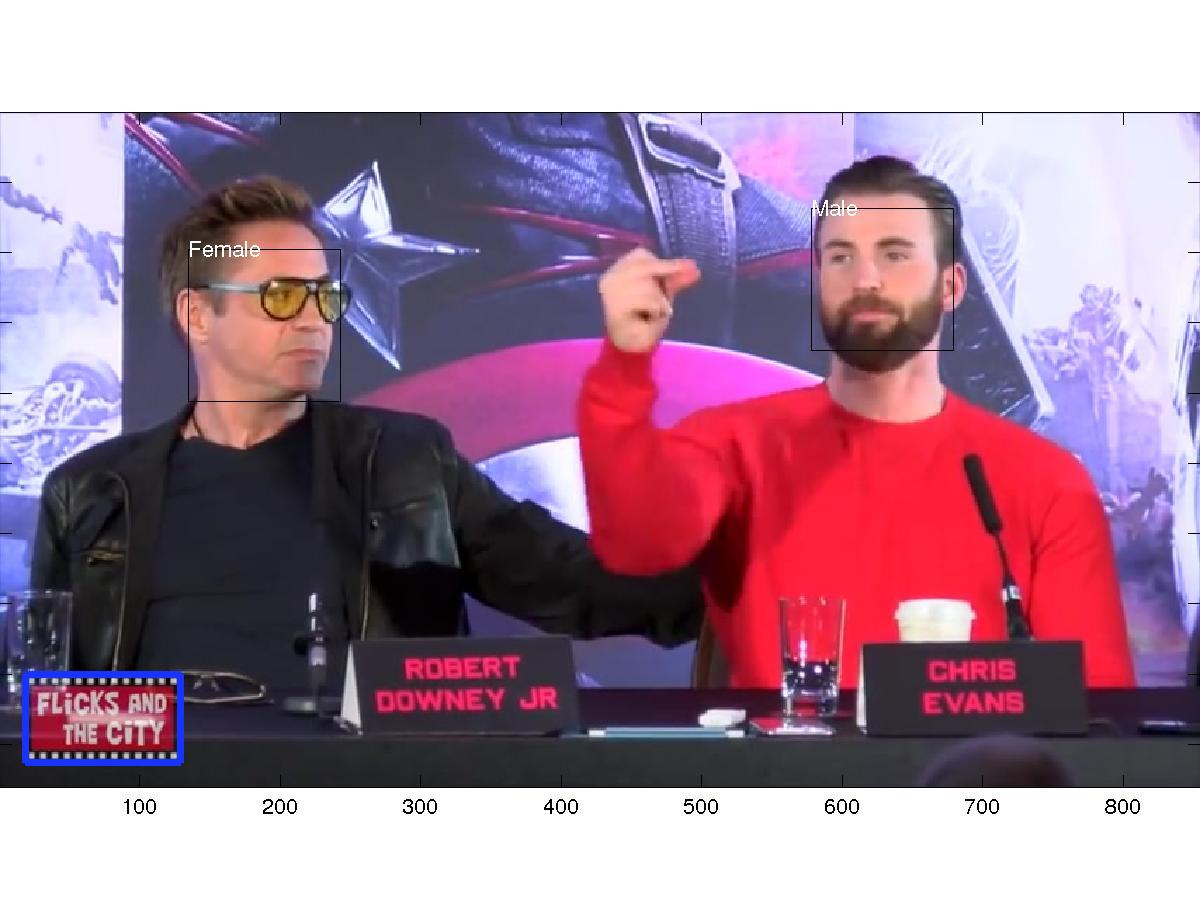 Female
Male
ROBERT
DOWNEY JR
CHRIS
EVANS
FLiCKS AND
THE CiTY
100 200 300 400 500 600 700 800